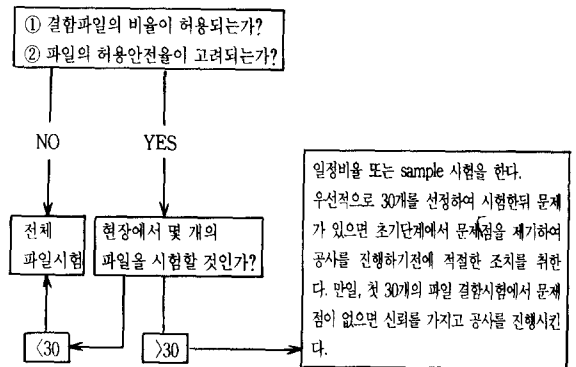 ① 결함파일의 비율이 허용되는가?
② 파일의 허용안전율이 고려되는가?
NO
YES
전체
파일시험
현장에서 몇 개의
파일을 시험할 것인가?
〈30
〉30
일정비율 또는 sample 시험을 한다.
우선적으로 30개를 선정하여 시험한뒤 문제
가 있으면 초기단계에서 문제점을 제기하여
공사를 진행하기전에 적절한 조치를 취한
다. 만일, 첫 30개의 파일 결함시험에서 문제
점이 없으면 신뢰를 가지고 공사를 진행시킨
다.